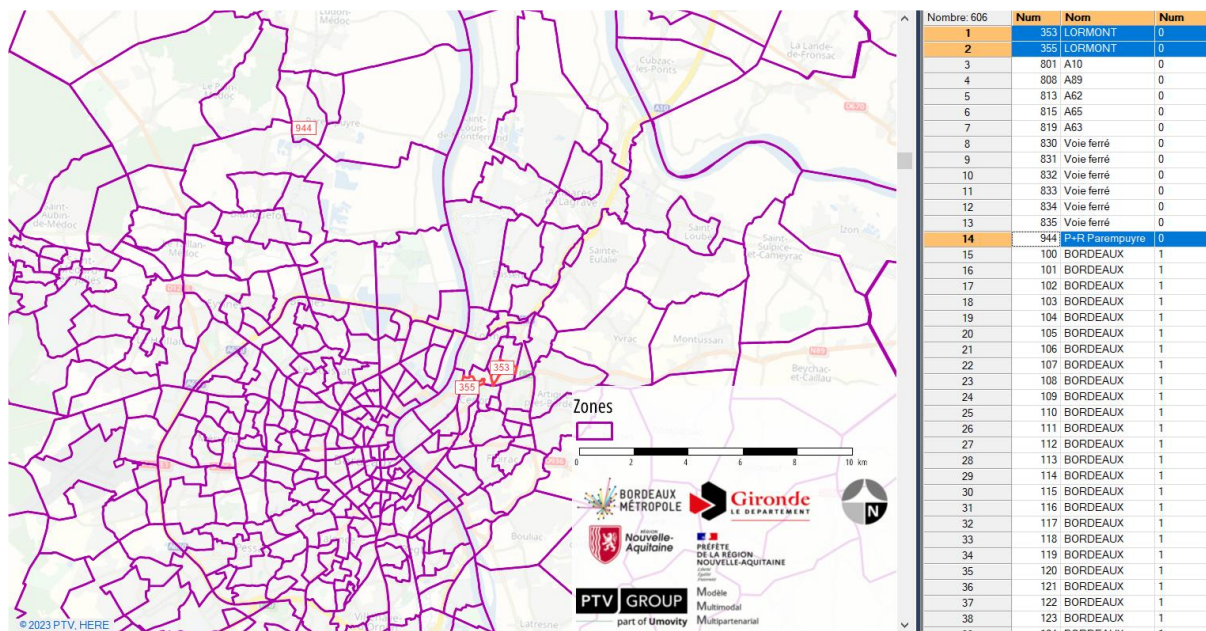 Ludon-Médoc
La Lande-de-Fronsac
Cubzac-les-Ponts
A10
D670
944
Saint-Aubin-de-Médoc
Izon
Saint-Sulpice-et-Cameyrac
Sainte-Eulalie
Yvrac
Montussan
N89
Beychac-et-Caillau
353
355
Bouliac
Latresne
Zones
0 2 4 6 8 10 km
BORDEAUX
MÉTROPOLE
Gironde
LE DEPARTEMENT
N
RÉGION
Nouvelle-
Aquitaine
PRÉFÈTE
DE LA RÉGION
NOUVELLE-AQUITAINE
Liberté
Égalité
Fraternité
PTV GROUP
part of Umovity
Modèle
Multimodal
Multipartenarial
© 2023 PTV, HERE
Nombre: 606 Num Nom Num
1 353 LORMONT 0
2 355 LORMONT 0
3 801 A10 0
4 808 A89 0
5 813 A62 0
6 815 A65 0
7 819 A63 0
8 830 Voie ferré 0
9 831 Voie ferré 0
10 832 Voie ferré 0
11 833 Voie ferré 0
12 834 Voie ferré 0
13 835 Voie ferré 0
14 944 P+R Parempuyre 0
15 100 BORDEAUX 1
16 101 BORDEAUX 1
17 102 BORDEAUX 1
18 103 BORDEAUX 1
19 104 BORDEAUX 1
20 105 BORDEAUX 1
21 106 BORDEAUX 1
22 107 BORDEAUX 1
23 108 BORDEAUX 1
24 109 BORDEAUX 1
25 110 BORDEAUX 1
26 111 BORDEAUX 1
27 112 BORDEAUX 1
28 113 BORDEAUX 1
29 114 BORDEAUX 1
30 115 BORDEAUX 1
31 116 BORDEAUX 1
32 117 BORDEAUX 1
33 118 BORDEAUX 1
34 119 BORDEAUX 1
35 120 BORDEAUX 1
36 121 BORDEAUX 1
37 122 BORDEAUX 1
38 123 BORDEAUX 1